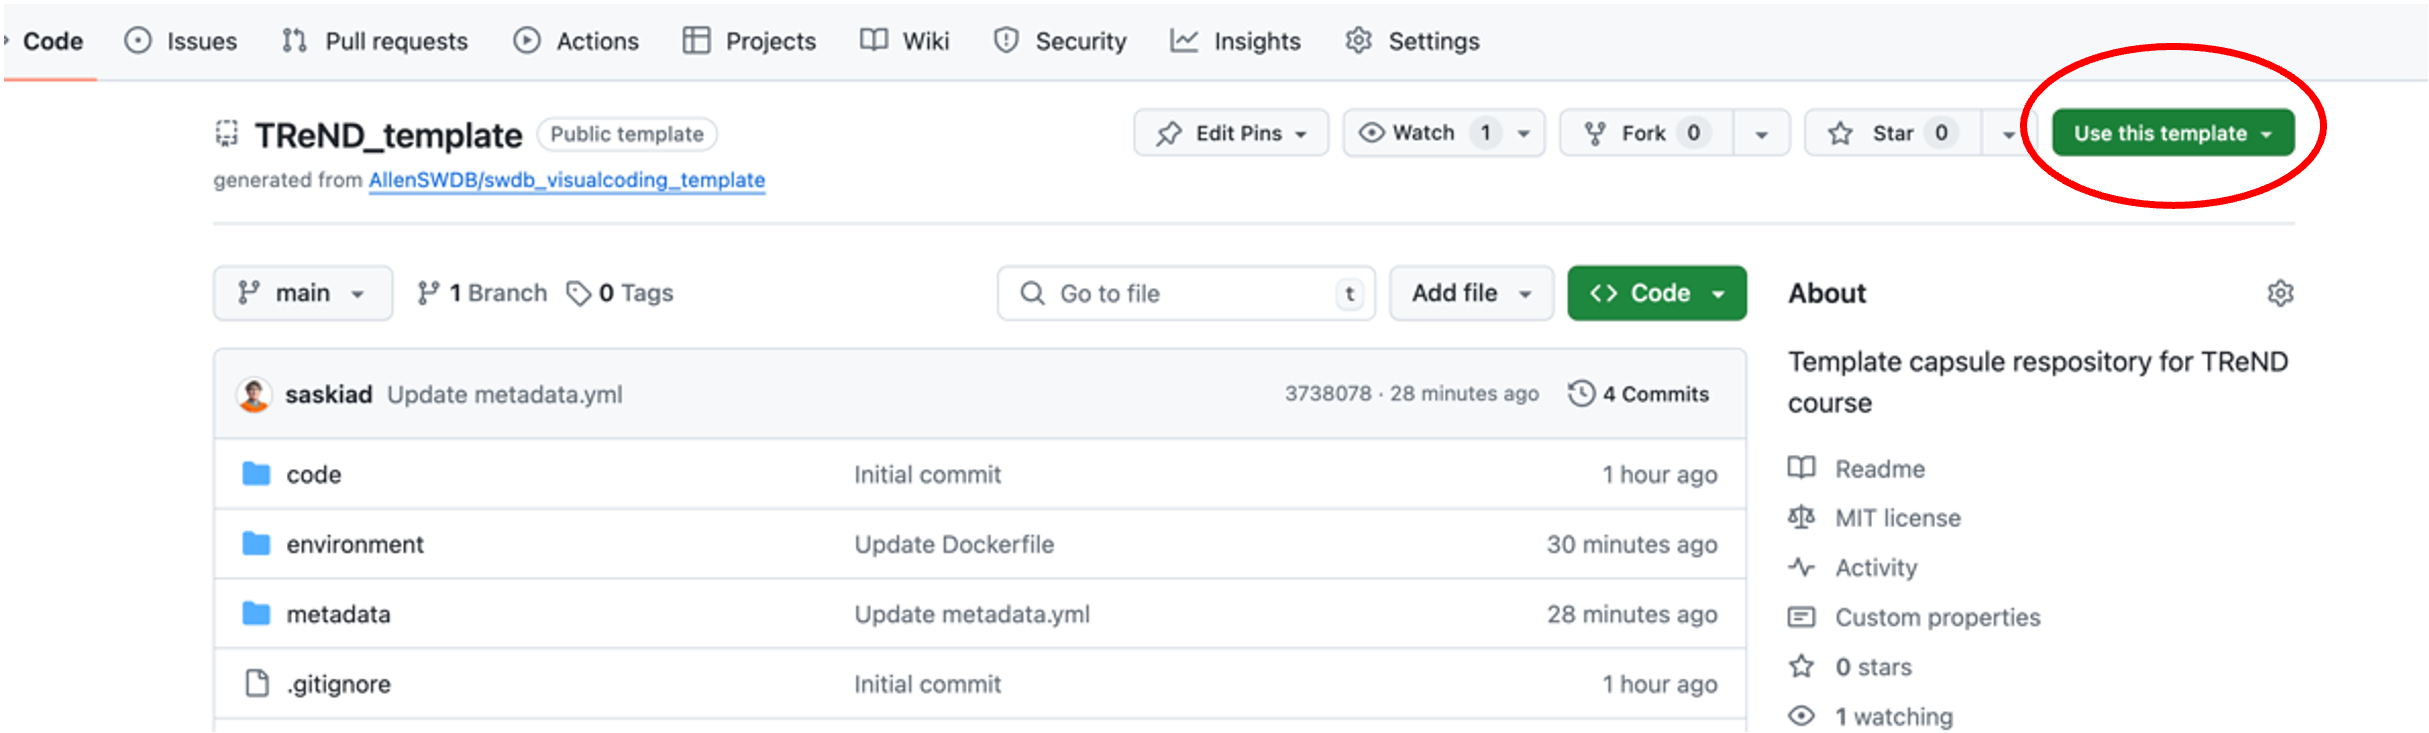 Code Issues Pull requests Actions Projects Wiki Security Insights Settings
TReND_template Public template Edit Pins Watch 1 Fork 0 Star 0 Use this template
generated from AllenSWDB/swdb_visualcoding_template
main 1 Branch 0 Tags Go to file t Add file <> Code About
Template capsule respository for TReND
course
saskiad Update metadata.yml 3738078 · 28 minutes ago 4 Commits
code Initial commit 1 hour ago
environment Update Dockerfile 30 minutes ago
metadata Update metadata.yml 28 minutes ago
.gitignore Initial commit 1 hour ago
Readme
MIT license
Activity
Custom properties
0 stars
1 watching